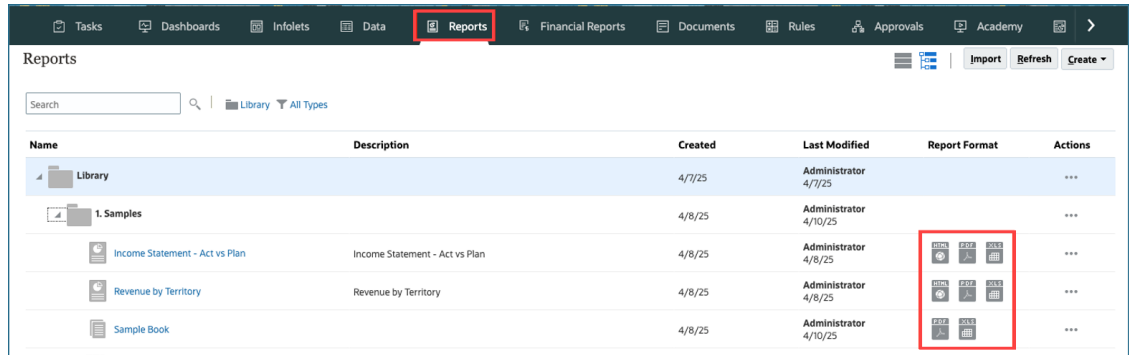 Tasks Dashboards Infolets Data Reports Financial Reports Documents Rules Approvals Academy
Reports Import Refresh Create
Search Library All Types
Name Description Created Last Modified Report Format Actions
Library 4/7/25 Administrator
4/7/25
1. Samples 4/8/25 Administrator
4/10/25
HTML PDF XLS
Income Statement - Act vs Plan Income Statement - Act vs Plan 4/8/25 Administrator
4/8/25
HTML PDF XLS
Revenue by Territory Revenue by Territory 4/8/25 Administrator
4/8/25
PDF XLS
Sample Book 4/8/25 Administrator
4/10/25